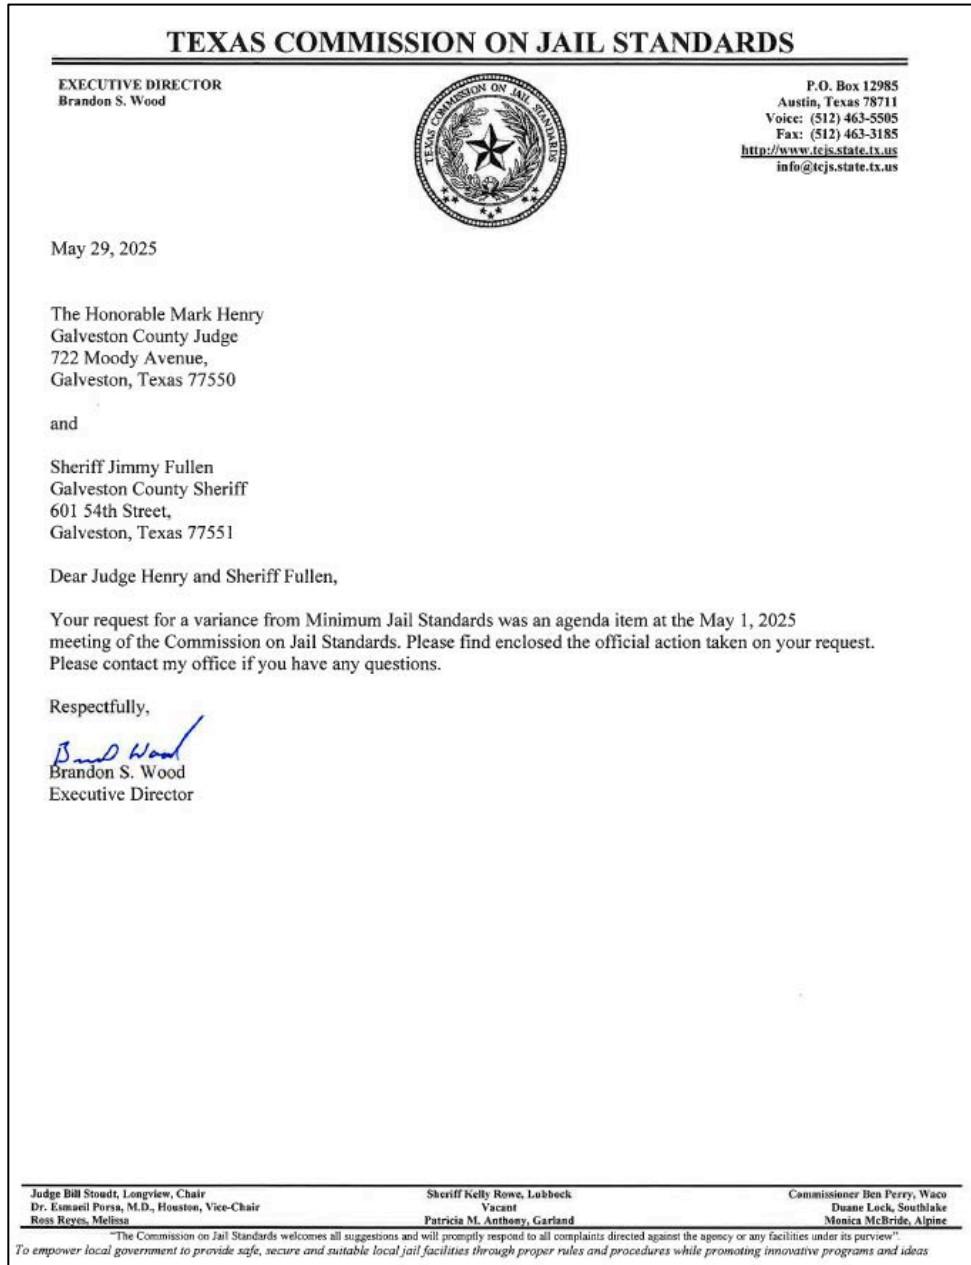 TEXAS COMMISSION ON JAIL STANDARDS
EXECUTIVE DIRECTOR
Brandon S. Wood
TEXAS COMMISSION ON JAIL STANDARDS
P.O. Box 12985
Austin, Texas 78711
Voice: (512) 463-5505
Fax: (512) 463-3185
http://www.tcjs.state.tx.us
info@tcjs.state.tx.us
May 29, 2025
The Honorable Mark Henry
Galveston County Judge
722 Moody Avenue,
Galveston, Texas 77550
and
Sheriff Jimmy Fullen
Galveston County Sheriff
601 54th Street,
Galveston, Texas 77551
Dear Judge Henry and Sheriff Fullen,
Your request for a variance from Minimum Jail Standards was an agenda item at the May 1, 2025
meeting of the Commission on Jail Standards. Please find enclosed the official action taken on your request.
Please contact my office if you have any questions.
Respectfully,
Brandon S. Wood
Executive Director
Judge Bill Stoudt, Longview, Chair
Dr. Esmaeil Porsa, M.D., Houston, Vice-Chair
Ross Reyes, Melissa
Sheriff Kelly Rowe, Lubbock
Vacant
Patricia M. Anthony, Garland
Commissioner Ben Perry, Waco
Duane Lock, Southlake
Monica McBride, Alpine
"The Commission on Jail Standards welcomes all suggestions and will promptly respond to all complaints directed against the agency or any facilities under its purview".
To empower local government to provide safe, secure and suitable local jail facilities through proper rules and procedures while promoting innovative programs and ideas